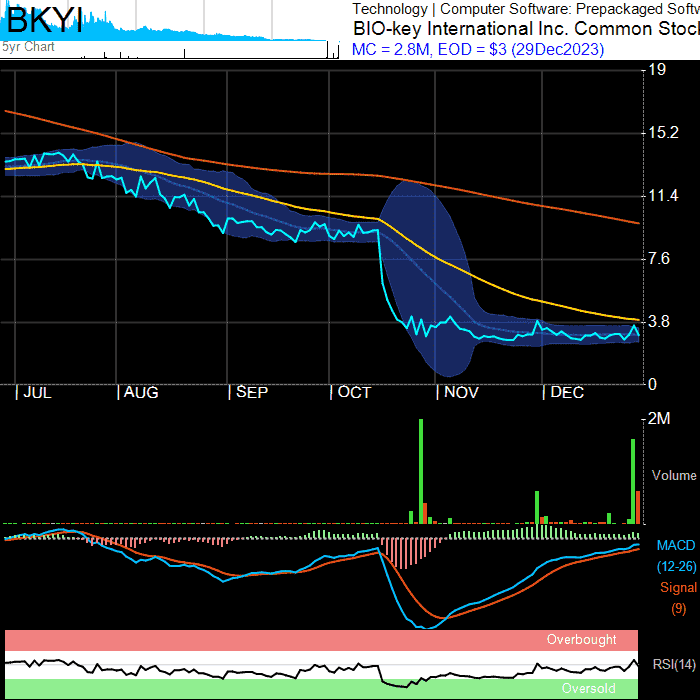 BKYI
5yr Chart
Technology | Computer Software: Prepackaged Softw
BIO-key International Inc. Common Stock
MC = 2.8M, EOD = $3 (29Dec2023)
19
15.2
11.4
7.6
3.8
0
JUL AUG SEP OCT NOV DEC
2M
Volume
MACD
(12-26)
Signal
(9)
Overbought
RSI(14)
Oversold